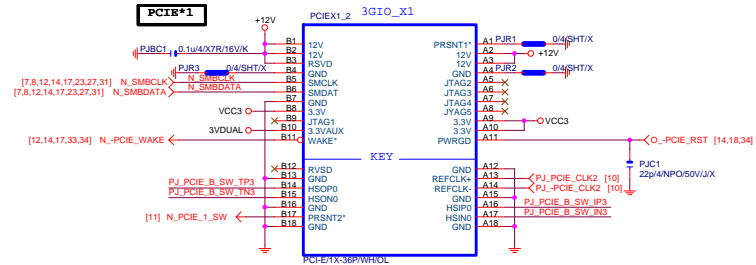 PCIE*1
PCIEX1_2 3GIO_X1
+12V
PJBC1 0.1u/4/X7R/16V/K
B1 12V PRSNT1* A1 PJR1 0/4/SHT/X
B2 12V 12V A2 +12V
B3 RSVD 12V A3
PJR3 0/4/SHT/X B4 GND GND A4 PJR2 0/4/SHT/X
[7,8,12,14,17,23,27,31] N_SMBCLK N_SMBCLK B5 SMCLK JTAG2 A5
[7,8,12,14,17,23,27,31] N_SMBDATA N_SMBDATA B6 SMDAT JTAG3 A6
B7 GND JTAG4 A7
VCC3 B8 3.3V JYAG5 A8
B9 JTAG1 3.3V A9 VCC3
3VDUAL B10 3.3VAUX 3.3V A10
[12,14,17,33,34] N_-PCIE_WAKE B11 WAKE* PWRGD A11 O_-PCIE_RST [14,18,34]
KEY
PJC1
22p/4/NPO/50V/J/X
B12 RVSD GND A12
B13 GND REFCLK+ A13 PJ_PCIE_CLK2 [10]
PJ_PCIE_B_SW_TP3 B14 HSOP0 REFCLK- A14 PJ_-PCIE_CLK2 [10]
PJ_PCIE_B_SW_TN3 B15 HSON0 GND A15
B16 GND HSIP0 A16 PJ_PCIE_B_SW_IP3
[11] N_PCIE_1_SW B17 PRSNT2* HSIN0 A17 PJ_PCIE_B_SW_IN3
B18 GND GND A18
PCI-E/1X-36P/WH/OL